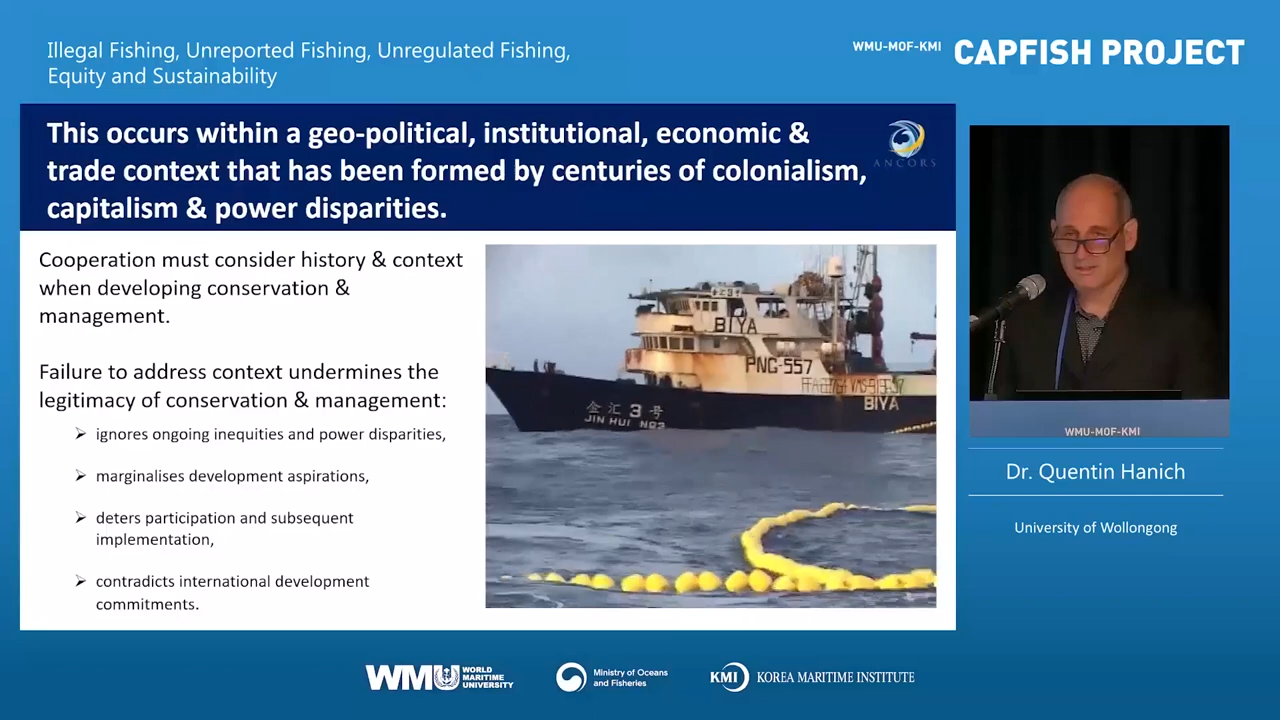 Illegal Fishing, Unreported Fishing, Unregulated Fishing,
Equity and Sustainability
WMU-MOF-KMI CAPFISH PROJECT
This occurs within a geo-political, institutional, economic &
trade context that has been formed by centuries of colonialism,
capitalism & power disparities.
ANCORS
Cooperation must consider history & context
when developing conservation &
management.
Failure to address context undermines the
legitimacy of conservation & management:
ignores ongoing inequities and power disparities,
marginalises development aspirations,
deters participation and subsequent
implementation,
contradicts international development
commitments.
BIYA
PNG-557
BIYA
金汇3号
JIN HUI NO3
WMU-MOF-KMI
Dr. Quentin Hanich
University of Wollongong
WMU WORLD
MARITIME
UNIVERSITY
Ministry of Oceans
and Fisheries
KMI KOREA MARITIME INSTITUTE